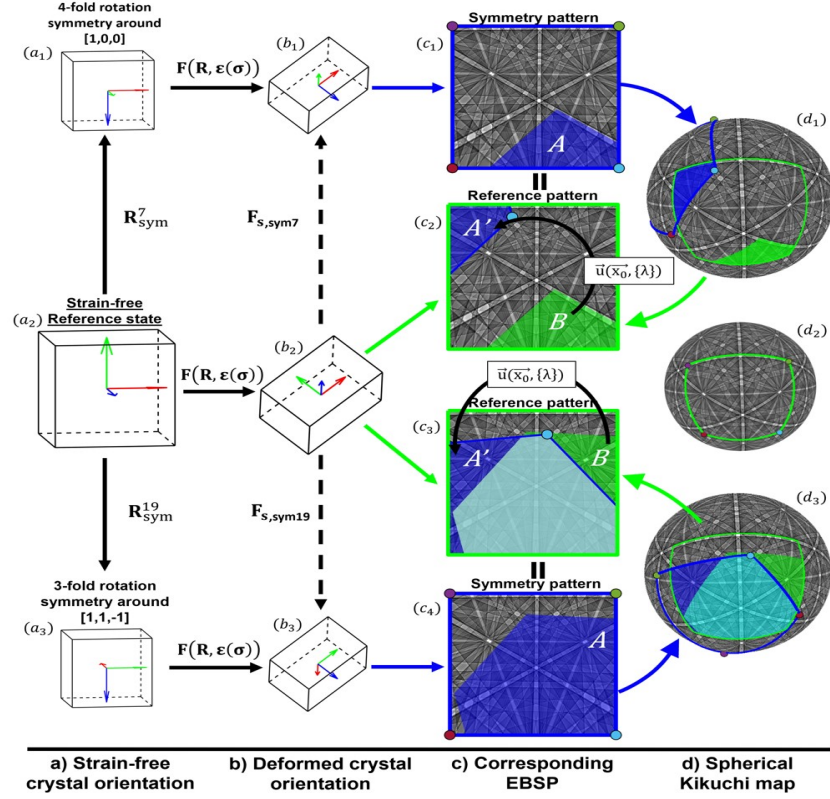 4-fold rotation
symmetry around
[1,0,0]
(a₁)
F(R, ε(σ))
(b₁)
Symmetry pattern
(c₁)
A
(d₁)
R⁷sym
Fs,sym7
Reference pattern
(c₂)
A'
u⃗(x₀⃗,{λ})
B
Strain-free
Reference state
(a₂)
F(R, ε(σ))
(b₂)
(d₂)
u⃗(x₀⃗,{λ})
Reference pattern
(c₃)
A'
B
R¹⁹sym
Fs,sym19
(d₃)
3-fold rotation
symmetry around
[1,1,-1]
(a₃)
F(R, ε(σ))
(b₃)
Symmetry pattern
(c₄)
A
a) Strain-free
crystal orientation
b) Deformed crystal
orientation
c) Corresponding
EBSP
d) Spherical
Kikuchi map